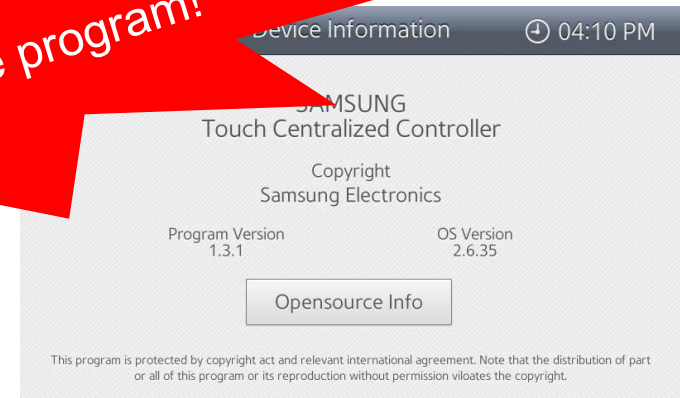 program!
Device Information
04:10 PM
SAMSUNG
Touch Centralized Controller
Copyright
Samsung Electronics
Program Version
OS Version
1.3.1
2.6.35
Opensource Info
This program is protected by copyright act and relevant international agreement. Note that the distribution of part
or all of this program or its reproduction without permission viloates the copyright.